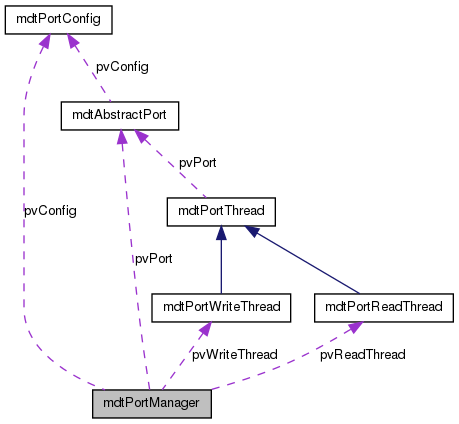 mdtPortConfig
pvConfig
mdtAbstractPort
pvPort
pvConfig
mdtPortThread
pvPort
mdtPortWriteThread
mdtPortReadThread
pvWriteThread
pvReadThread
mdtPortManager